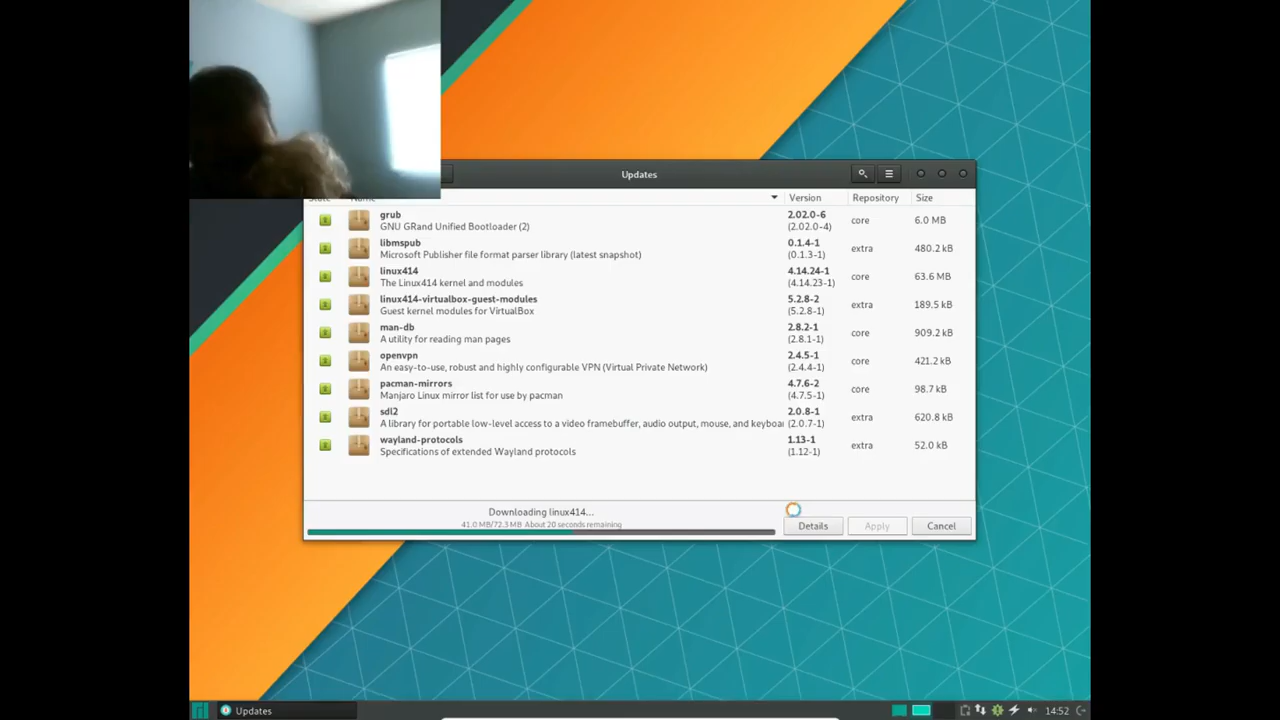 Updates
Name
Version
Repository
Size
grub
GNU GRand Unified Bootloader (2)
2.02.0-6
(2.02.0-4)
core
6.0 MB
libmspub
Microsoft Publisher file format parser library (latest snapshot)
0.1.4-1
(0.1.3-1)
extra
480.2 kB
linux414
The Linux414 kernel and modules
4.14.24-1
(4.14.23-1)
core
63.6 MB
linux414-virtualbox-guest-modules
Guest kernel modules for VirtualBox
5.2.8-2
(5.2.8-1)
extra
189.5 kB
man-db
A utility for reading man pages
2.8.2-1
(2.8.1-1)
core
909.2 kB
openvpn
An easy-to-use, robust and highly configurable VPN (Virtual Private Network)
2.4.5-1
(2.4.4-1)
core
421.2 kB
pacman-mirrors
Manjaro Linux mirror list for use by pacman
4.7.6-2
(4.7.5-1)
core
98.7 kB
sdl2
A library for portable low-level access to a video framebuffer, audio output, mouse, and keyboa
2.0.8-1
(2.0.7-1)
extra
620.8 kB
wayland-protocols
Specifications of extended Wayland protocols
1.13-1
(1.12-1)
extra
52.0 kB
Downloading linux414...
41.0 MB/72.3 MB About 20 seconds remaining
Details
Apply
Cancel
Updates
14:52